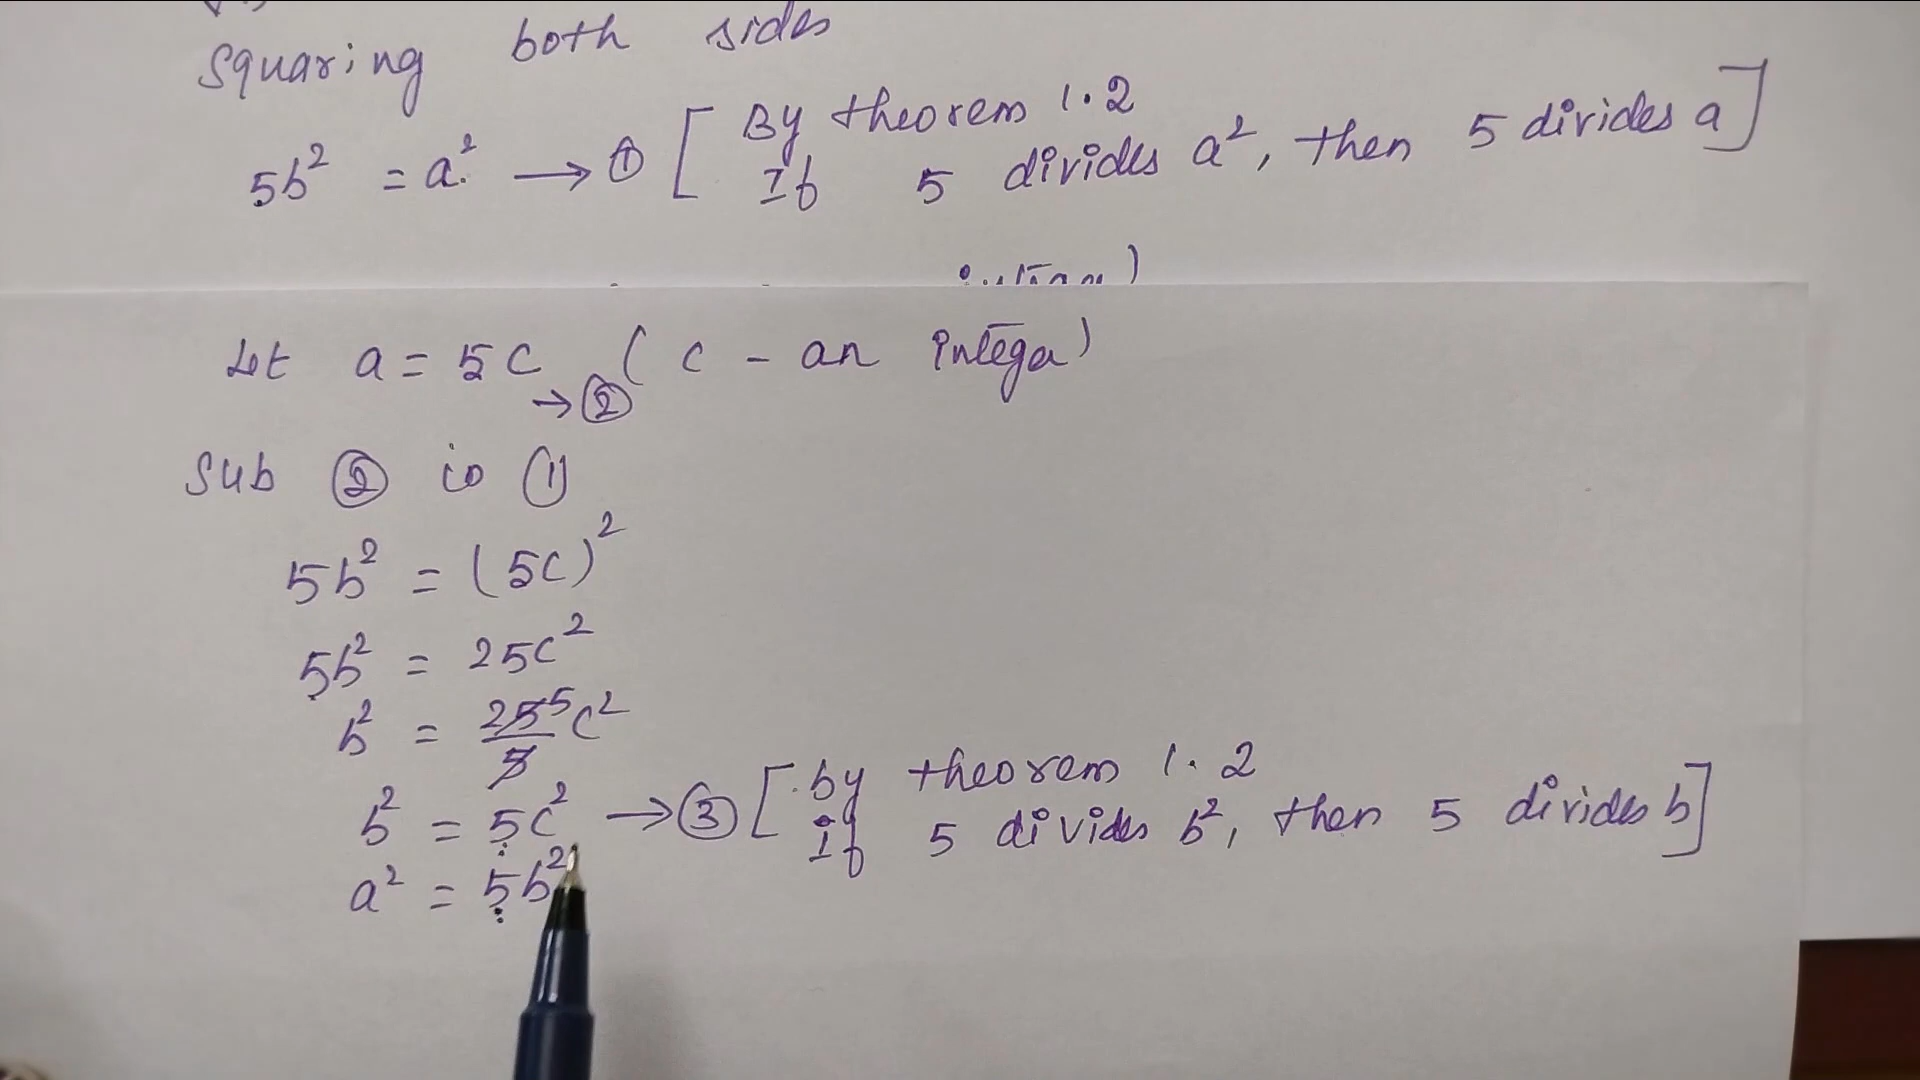 Squaring both sides
5b² = a² → ① [ By theorem 1.2
If 5 divides a², then 5 divides a]
Let a = 5c (c - an integer)
→ ②
Sub ② in ①
5b² = (5c)²
5b² = 25c²
b² = 25/5 5 c²
b² = 5c² → ③ [ by theorem 1.2
If 5 divides b², then 5 divides b]
a² = 5b²